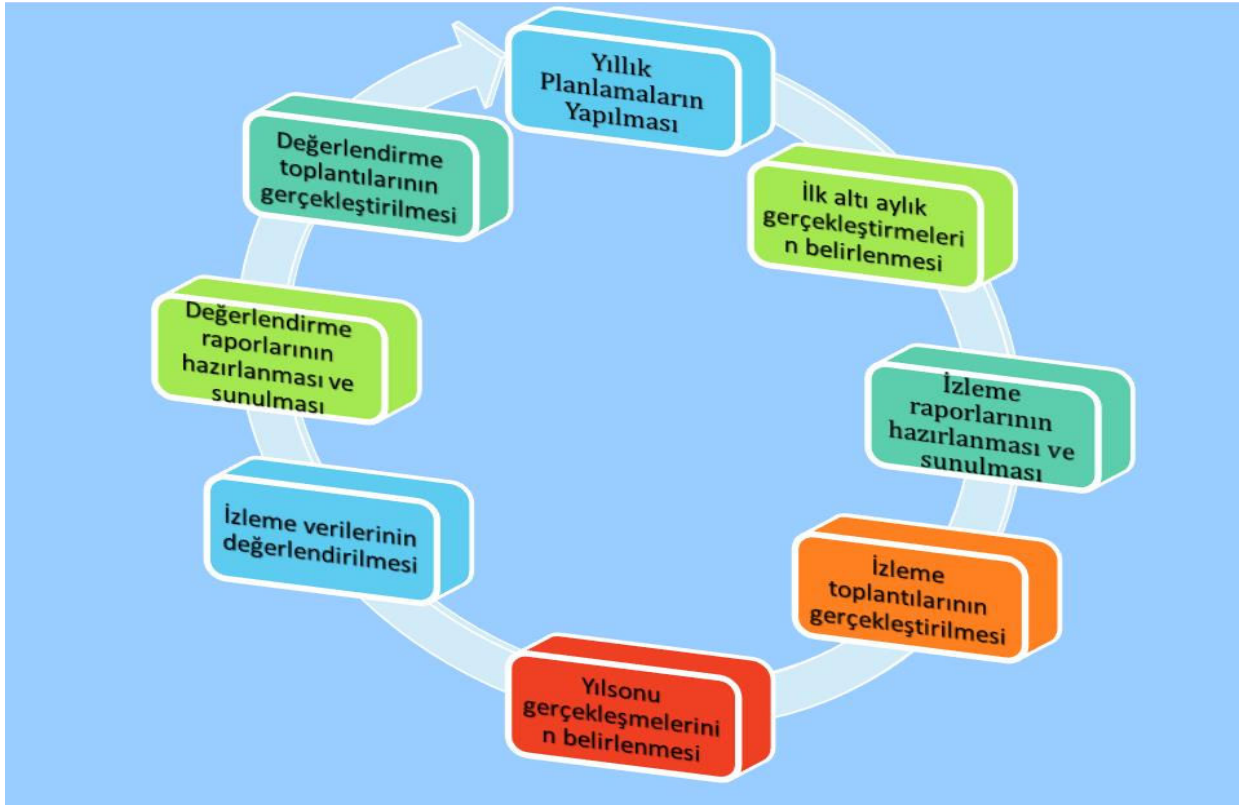 Yıllık
Planlamaların
Yapılması
İlk altı aylık
gerçekleştirmeleri
n belirlenmesi
İzleme
raporlarının
hazırlanması ve
sunulması
İzleme
toplantılarının
gerçekleştirilmesi
Yılsonu
gerçekleşmelerini
n belirlenmesi
İzleme verilerinin
değerlendirilmesi
Değerlendirme
raporlarının
hazırlanması ve
sunulması
Değerlendirme
toplantılarının
gerçekleştirilmesi